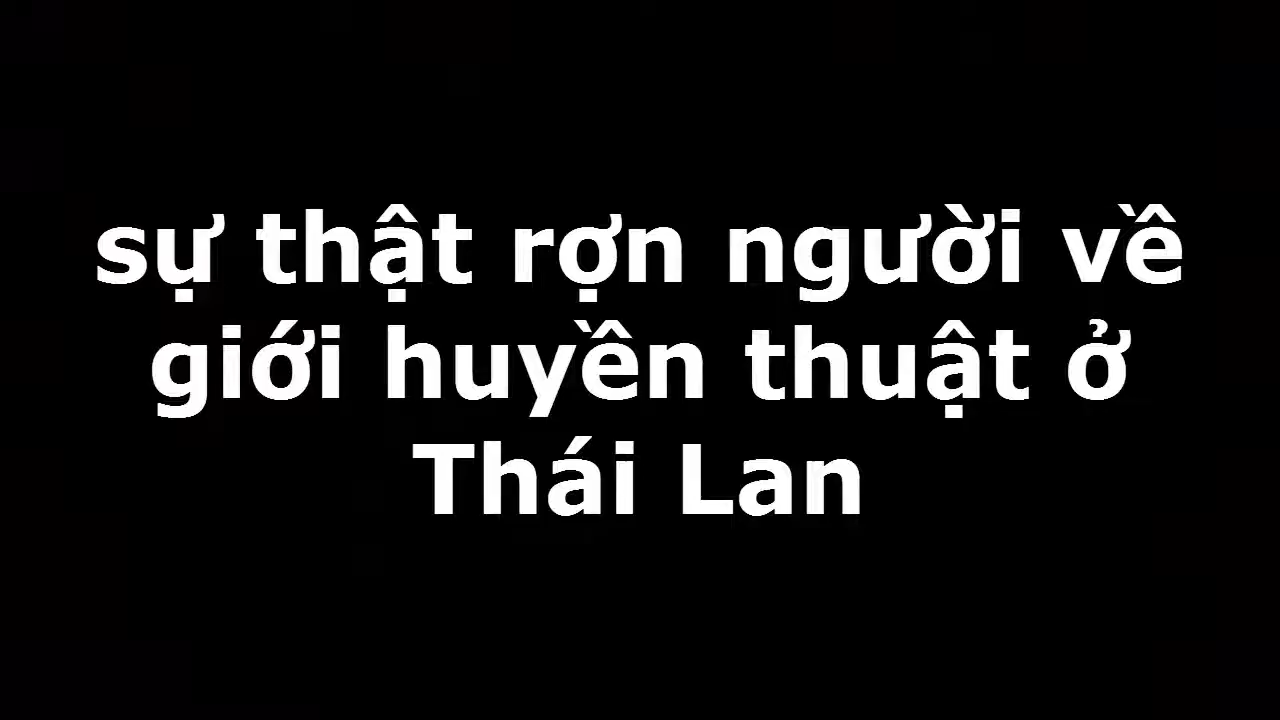 sự thật rợn người về
giới huyền thuật ở
Thái Lan